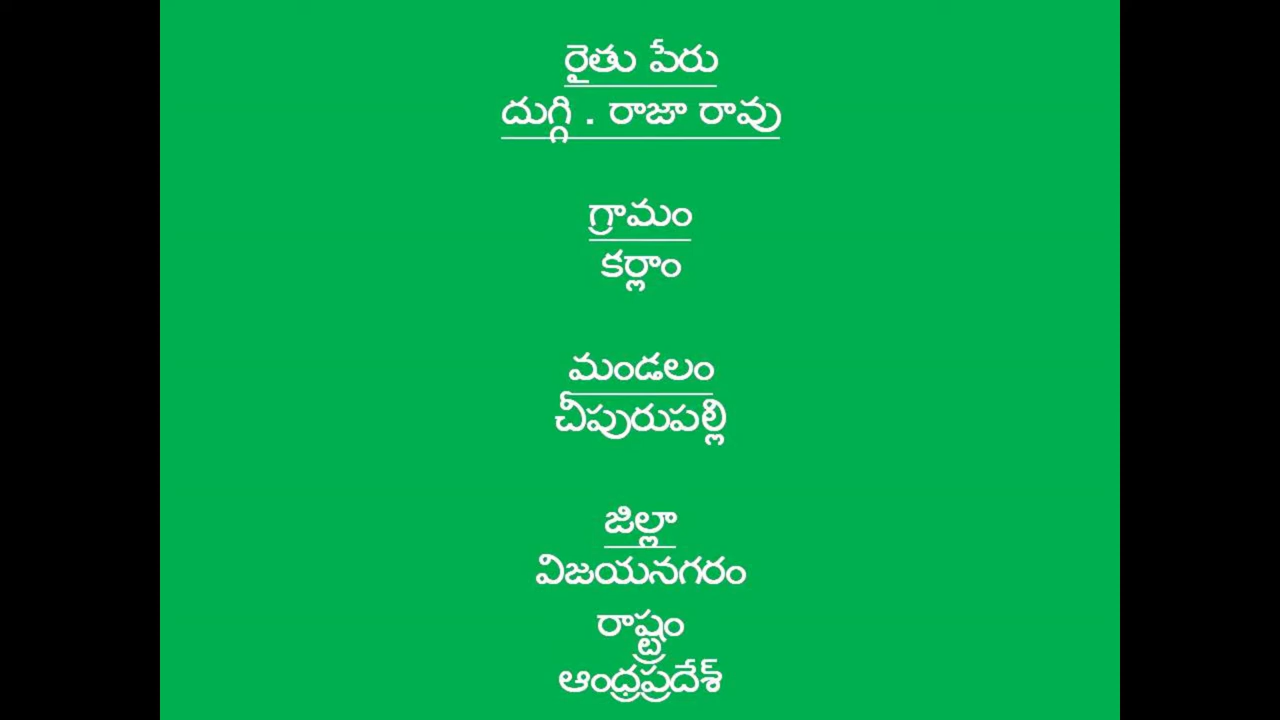 రైతు పేరు
దుగ్గి . రాజా రావు
గ్రామం
కర్లాం
మండలం
చీపురుపల్లి
జిల్లా
విజయనగరం
రాష్ట్రం
ఆంధ్రప్రదేశ్